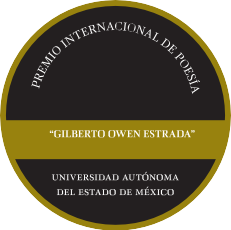 PREMIO INTERNACIONAL DE POESÍA
“GILBERTO OWEN ESTRADA”
UNIVERSIDAD AUTÓNOMA
DEL ESTADO DE MÉXICO